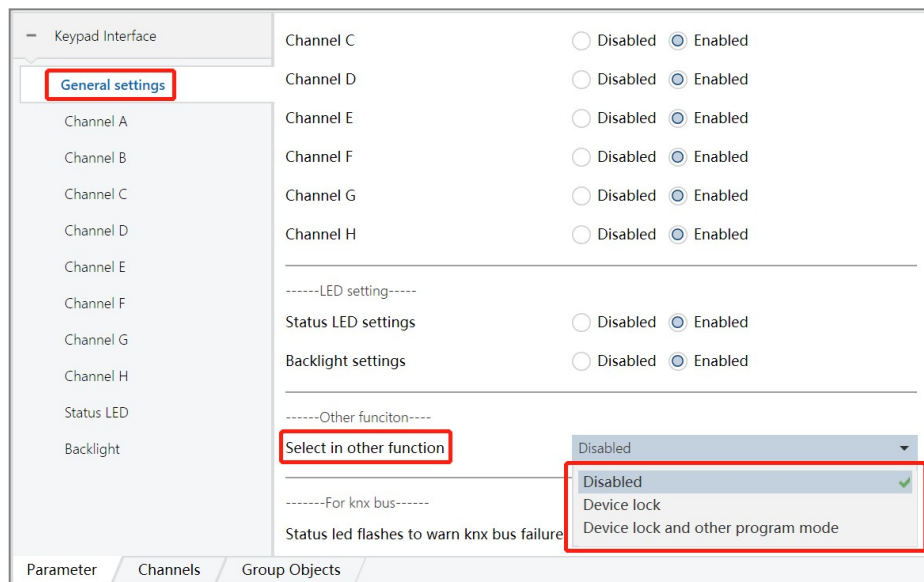 Keypad Interface
General settings
Channel A
Channel B
Channel C
Channel D
Channel E
Channel F
Channel G
Channel H
Status LED
Backlight
Channel C Disabled Enabled
Channel D Disabled Enabled
Channel E Disabled Enabled
Channel F Disabled Enabled
Channel G Disabled Enabled
Channel H Disabled Enabled
------LED setting-----
Status LED settings Disabled Enabled
Backlight settings Disabled Enabled
------Other funciton----
Select in other function Disabled
Disabled
Device lock
Device lock and other program mode
-------For knx bus------
Status led flashes to warn knx bus failure
Parameter Channels Group Objects